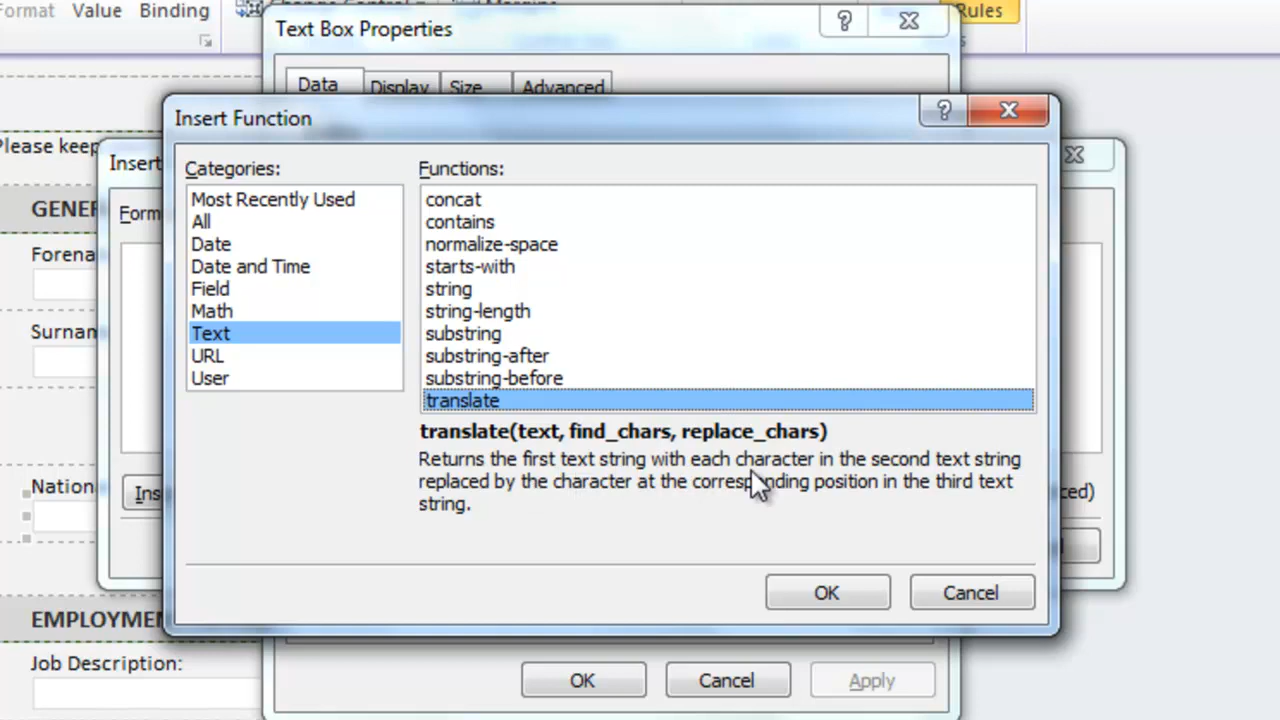 Format Value Binding
Rules
Text Box Properties
Data Display Size Advanced
Insert Function
Please keep
Insert
Categories:
Functions:
Most Recently Used
All
Date
Date and Time
Field
Math
Text
URL
User
concat
contains
normalize-space
starts-with
string
string-length
substring
substring-after
substring-before
translate
translate(text, find_chars, replace_chars)
Returns the first text string with each character in the second text string
replaced by the character at the corresponding position in the third text
string.
OK Cancel
GENER
Forena
Surnam
Nation
Form
Ins
EMPLOYMEN
Job Description:
OK Cancel Apply